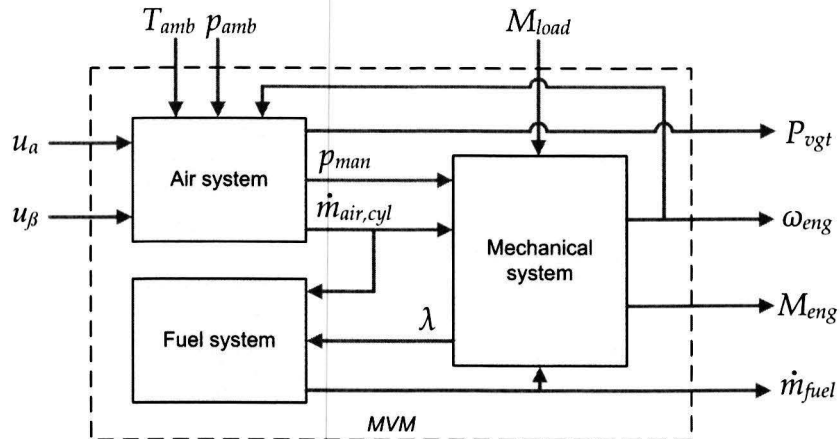 T_amb p_amb
M_load
u_a
P_vgt
p_man
Air system
ṁ_air,cyl
u_β
ω_eng
Mechanical
system
M_eng
λ
Fuel system
ṁ_fuel
MVM